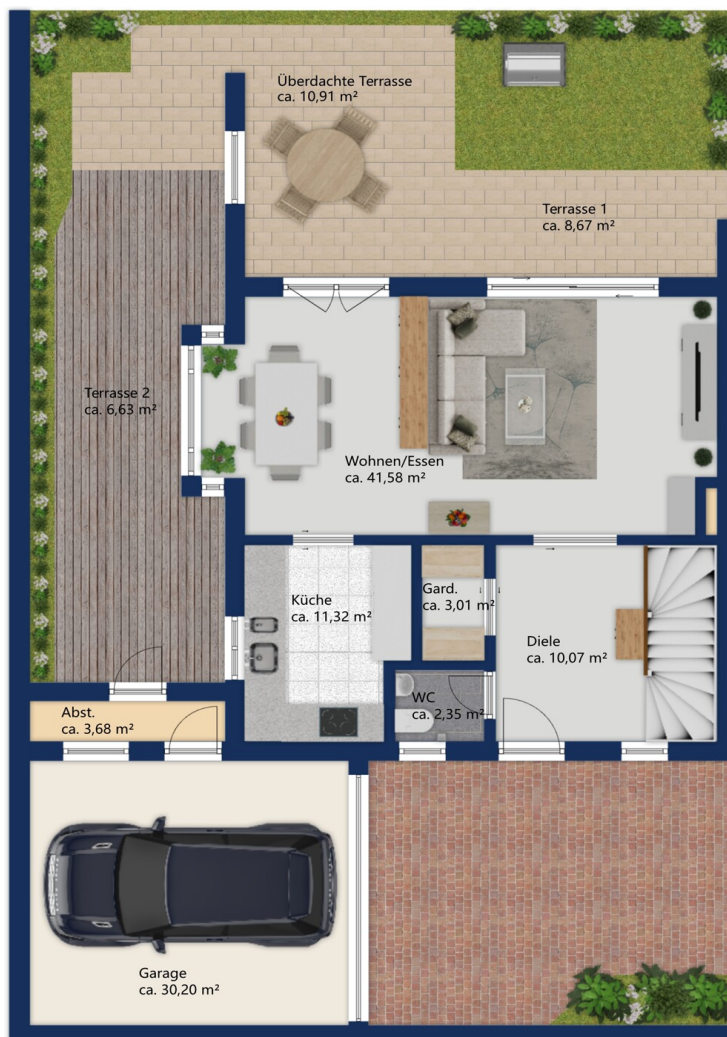 Überdachte Terrasse
ca. 10,91 m²
Terrasse 1
ca. 8,67 m²
Terrasse 2
ca. 6,63 m²
Wohnen/Essen
ca. 41,58 m²
Küche
ca. 11,32 m²
Gard.
ca. 3,01 m²
Diele
ca. 10,07 m²
WC
ca. 2,35 m²
Abst.
ca. 3,68 m²
Garage
ca. 30,20 m²